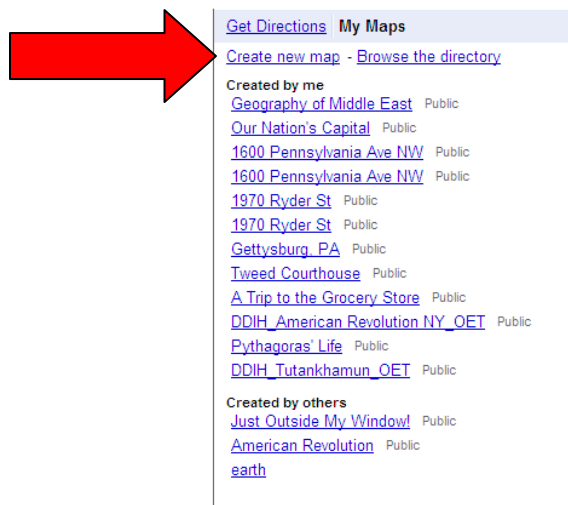 Get Directions My Maps
Create new map - Browse the directory
Created by me
Geography of Middle East Public
Our Nation's Capital Public
1600 Pennsylvania Ave NW Public
1600 Pennsylvania Ave NW Public
1970 Ryder St Public
1970 Ryder St Public
Gettysburg, PA Public
Tweed Courthouse Public
A Trip to the Grocery Store Public
DDIH_American Revolution NY_OET Public
Pythagoras' Life Public
DDIH_Tutankhamun_OET Public
Created by others
Just Outside My Window! Public
American Revolution Public
earth